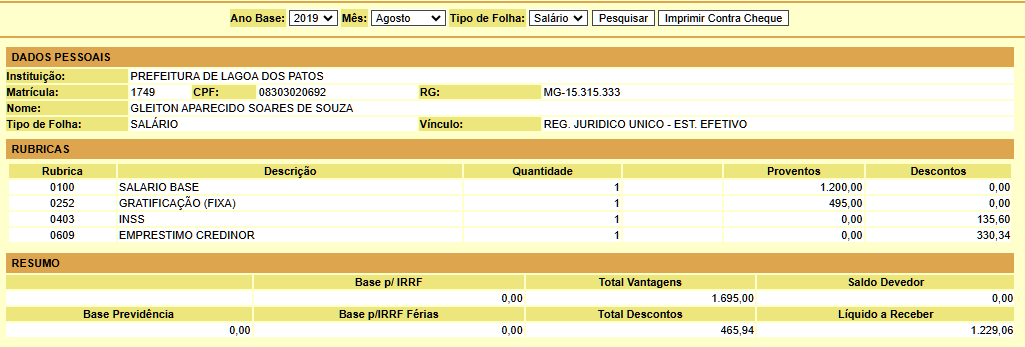 Ano Base: 2019 Mês: Agosto Tipo de Folha: Salário Pesquisar Imprimir Contra Cheque
DADOS PESSOAIS
Instituição: PREFEITURA DE LAGOA DOS PATOS
Matrícula: 1749 CPF: 08303020692 RG: MG-15.315.333
Nome: GLEITON APARECIDO SOARES DE SOUZA
Tipo de Folha: SALÁRIO Vínculo: REG. JURIDICO UNICO - EST. EFETIVO
RUBRICAS
Rubrica Descrição Quantidade Proventos Descontos
0100 SALARIO BASE 1 1.200,00 0,00
0252 GRATIFICAÇÃO (FIXA) 1 495,00 0,00
0403 INSS 1 0,00 135,60
0609 EMPRESTIMO CREDINOR 1 0,00 330,34
RESUMO
Base p/ IRRF Total Vantagens Saldo Devedor
0,00 1.695,00 0,00
Base Previdência Base p/IRRF Férias Total Descontos Líquido a Receber
0,00 0,00 465,94 1.229,06